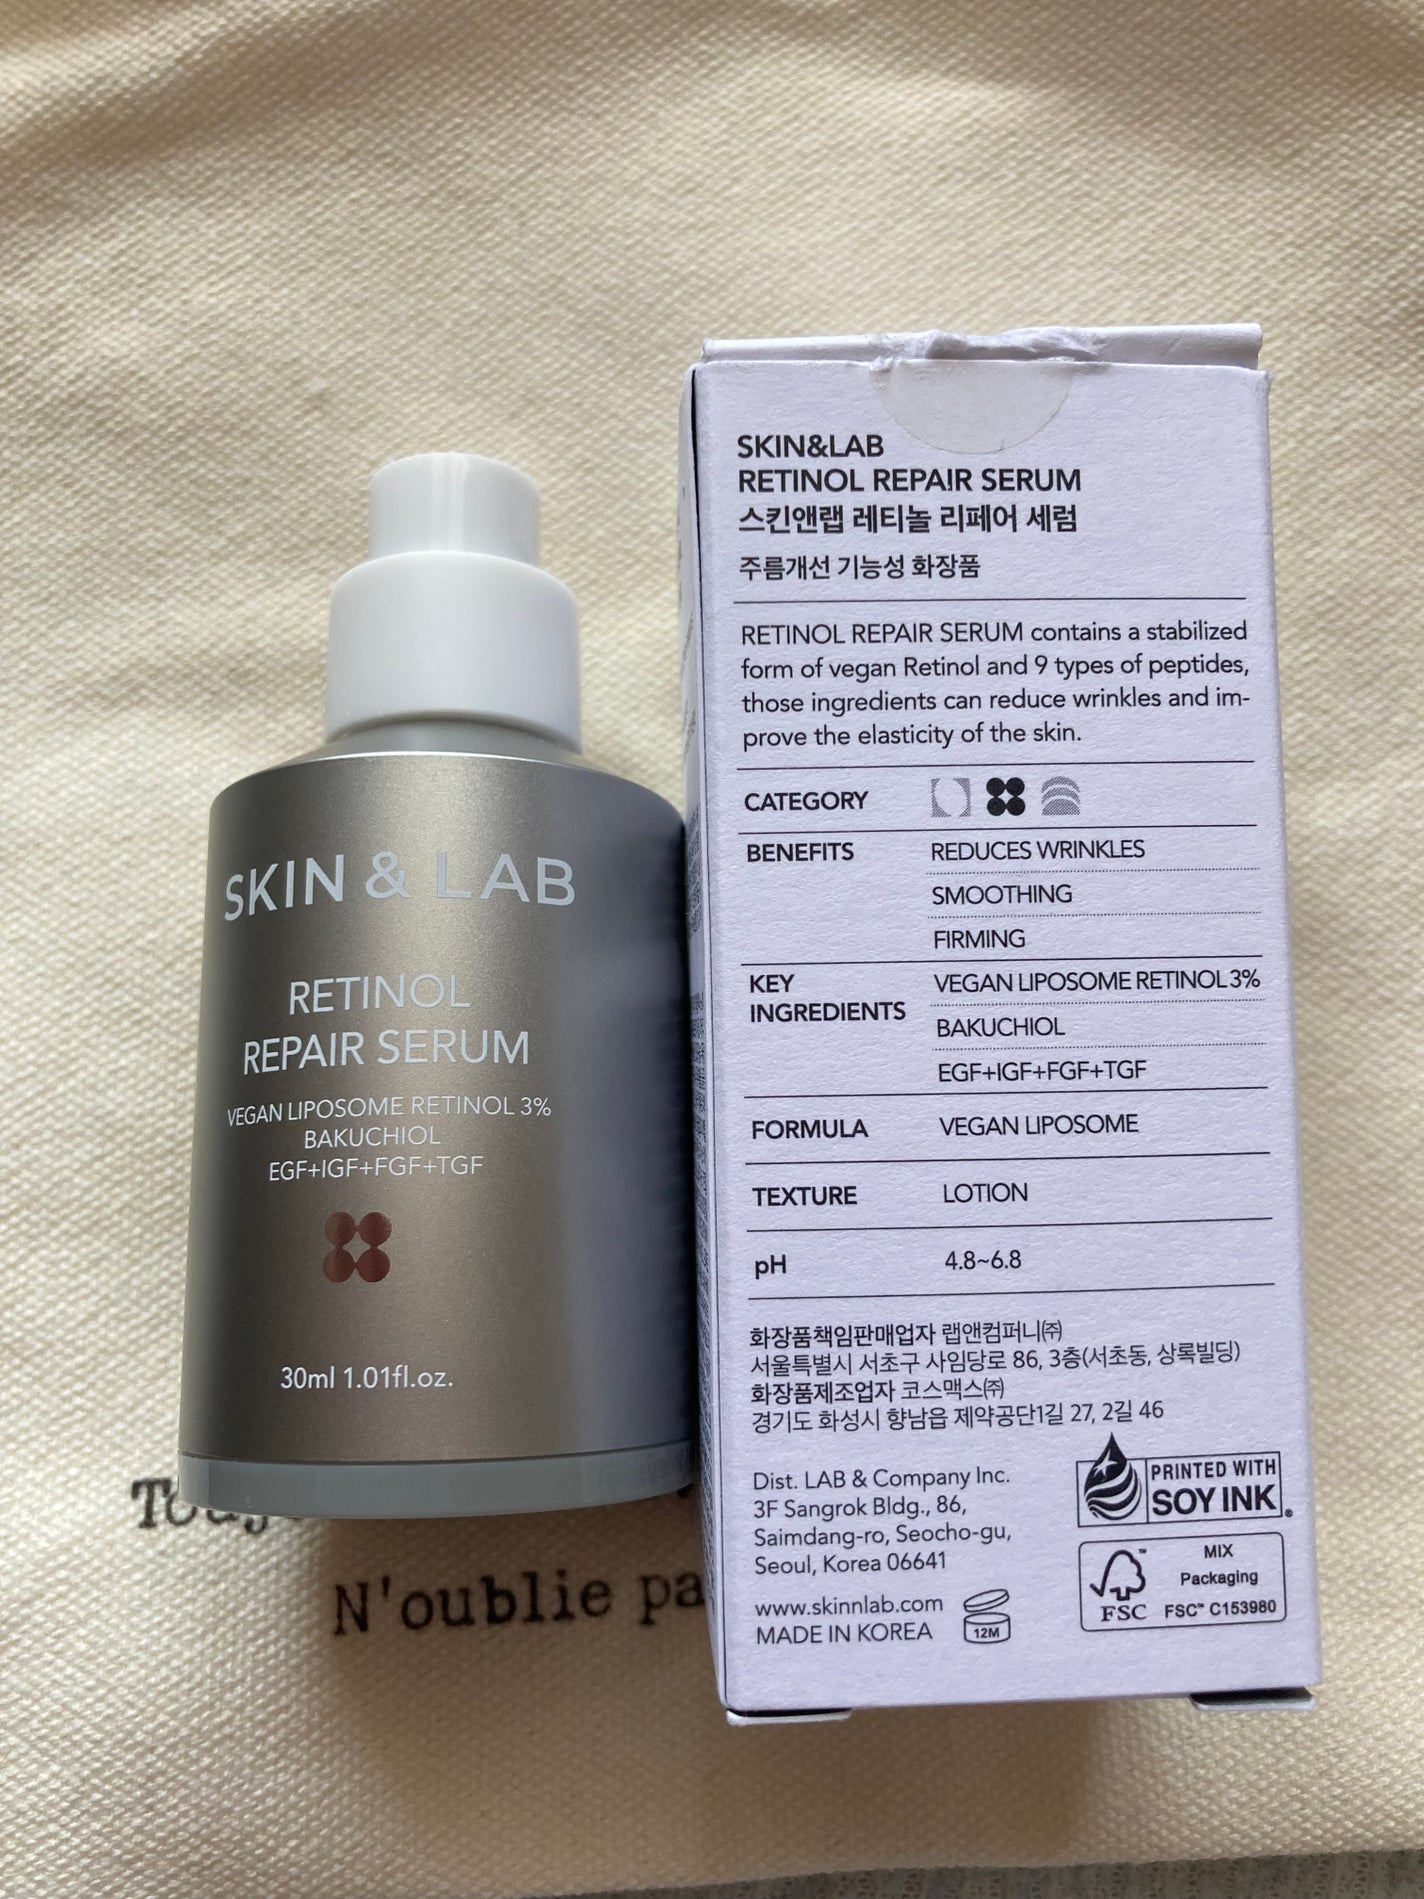 SKIN & LAB
RETINOL
REPAIR SERUM
VEGAN LIPOSOME RETINOL 3%
BAKUCHIOL
EGF+IGF+FGF+TGF
30ml 1.01fl.oz.
N'oublie pa
SKIN&LAB
RETINOL REPAIR SERUM
스킨앤랩 레티놀 리페어 세럼
주름개선 기능성 화장품
RETINOL REPAIR SERUM contains a stabilized
form of vegan Retinol and 9 types of peptides,
those ingredients can reduce wrinkles and im-
prove the elasticity of the skin.
CATEGORY
BENEFITS REDUCES WRINKLES
SMOOTHING
FIRMING
KEY INGREDIENTS VEGAN LIPOSOME RETINOL 3%
BAKUCHIOL
EGF+IGF+FGF+TGF
FORMULA VEGAN LIPOSOME
TEXTURE LOTION
pH 4.8~6.8
화장품책임판매업자 랩앤컴퍼니㈜
서울특별시 서초구 사임당로 86, 3층(서초동, 상록빌딩)
화장품제조업자 코스맥스㈜
경기도 화성시 향남읍 제약공단1길 27, 2길 46
Dist. LAB & Company Inc.
3F Sangrok Bldg., 86,
Saimdang-ro, Seocho-gu,
Seoul, Korea 06641
www.skinnlab.com
MADE IN KOREA
12M
PRINTED WITH
SOY INK®
MIX
Packaging
FSC™ C153980
FSC™